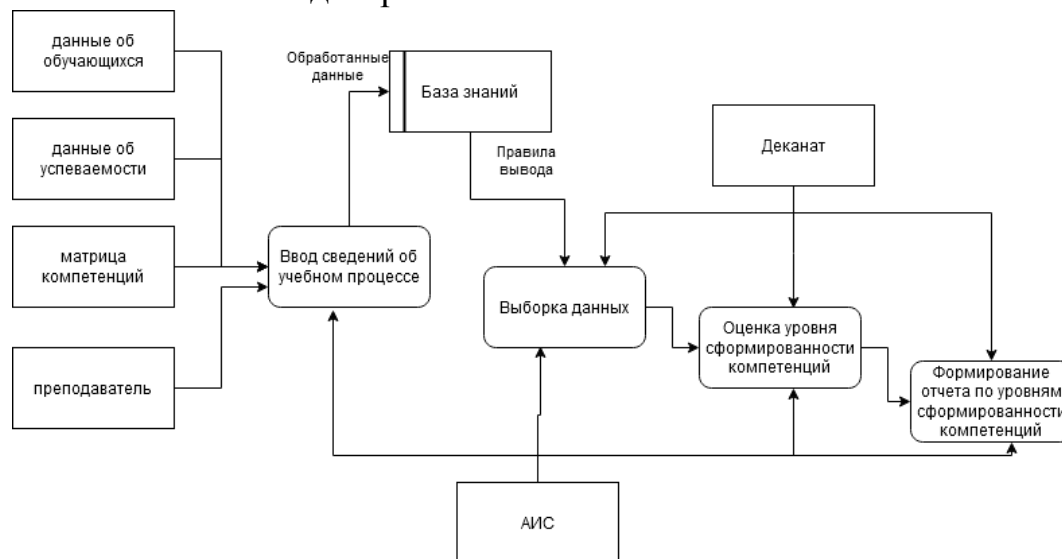 данные об
обучающихся
Обработанные
данные
База знаний
данные об
успеваемости
Правила
вывода
Деканат
матрица
компетенций
Ввод сведений об
учебном процессе
Выборка данных
Оценка уровня
сформированности
компетенций
преподаватель
Формирование
отчета по уровням
сформированности
компетенций
АИС